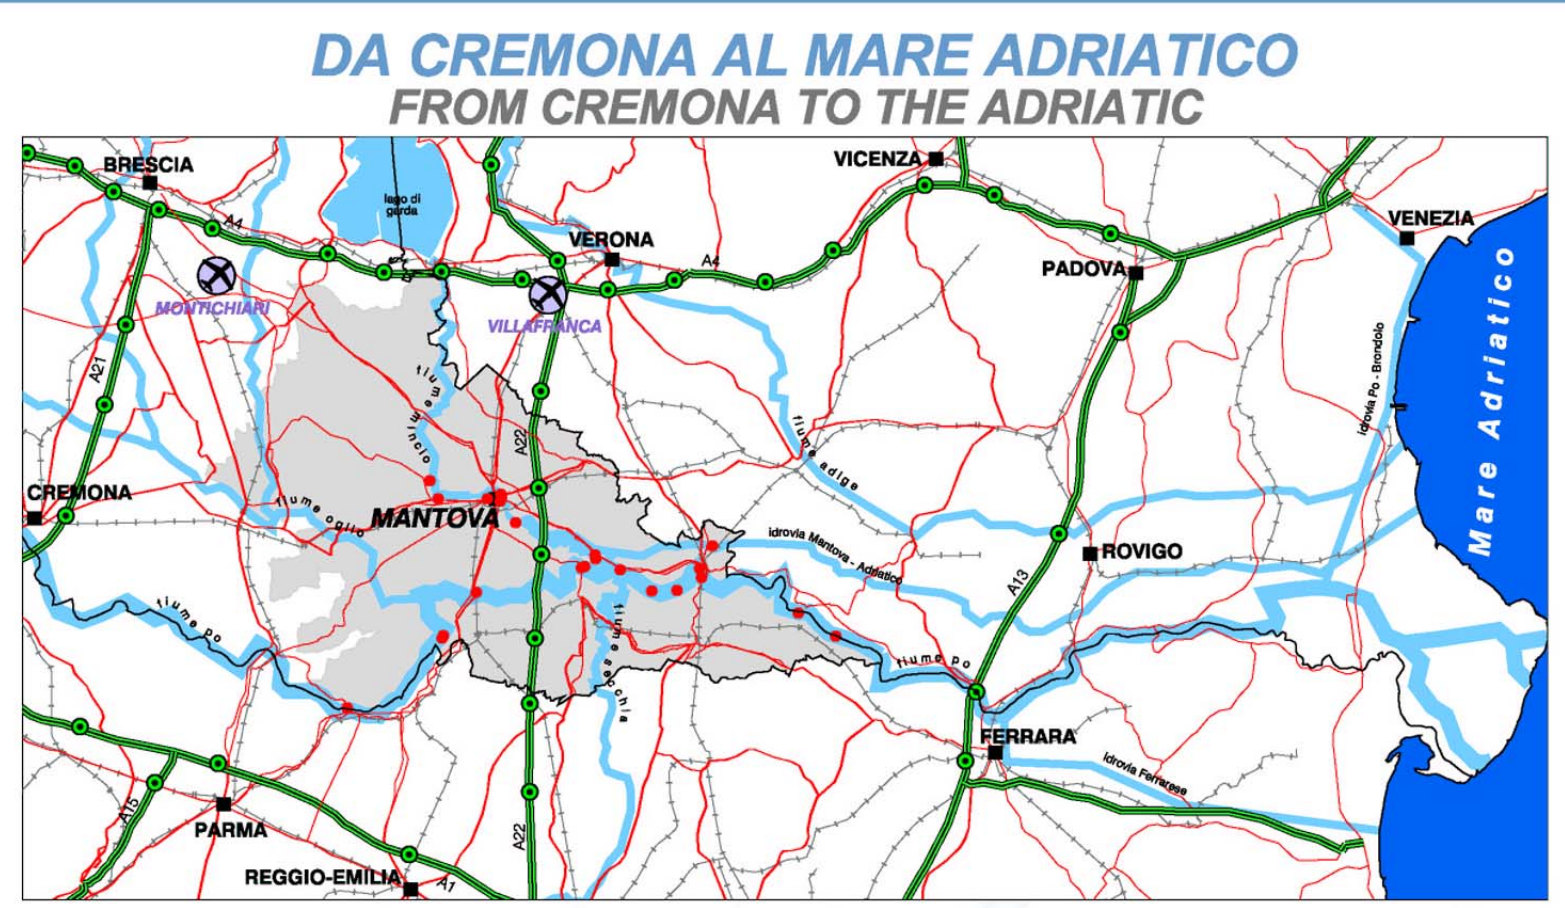 DA CREMONA AL MARE ADRIATICO
FROM CREMONA TO THE ADRIATIC
BRESCIA
VICENZA
lago di
garda
A4
VENEZIA
VERONA
A4
PADOVA
MONTICHIARI
VILLAFRANCA
Mare Adriatico
idrovia Po - Brondolo
A21
fiume mincio
A22
fiume adige
CREMONA
fiume oglio
MANTOVA
idrovia Mantova - Adriatico
ROVIGO
A13
fiume po
fiume secchia
fiume po
FERRARA
idrovia Ferrarese
A15
PARMA
A22
REGGIO-EMILIA
A1